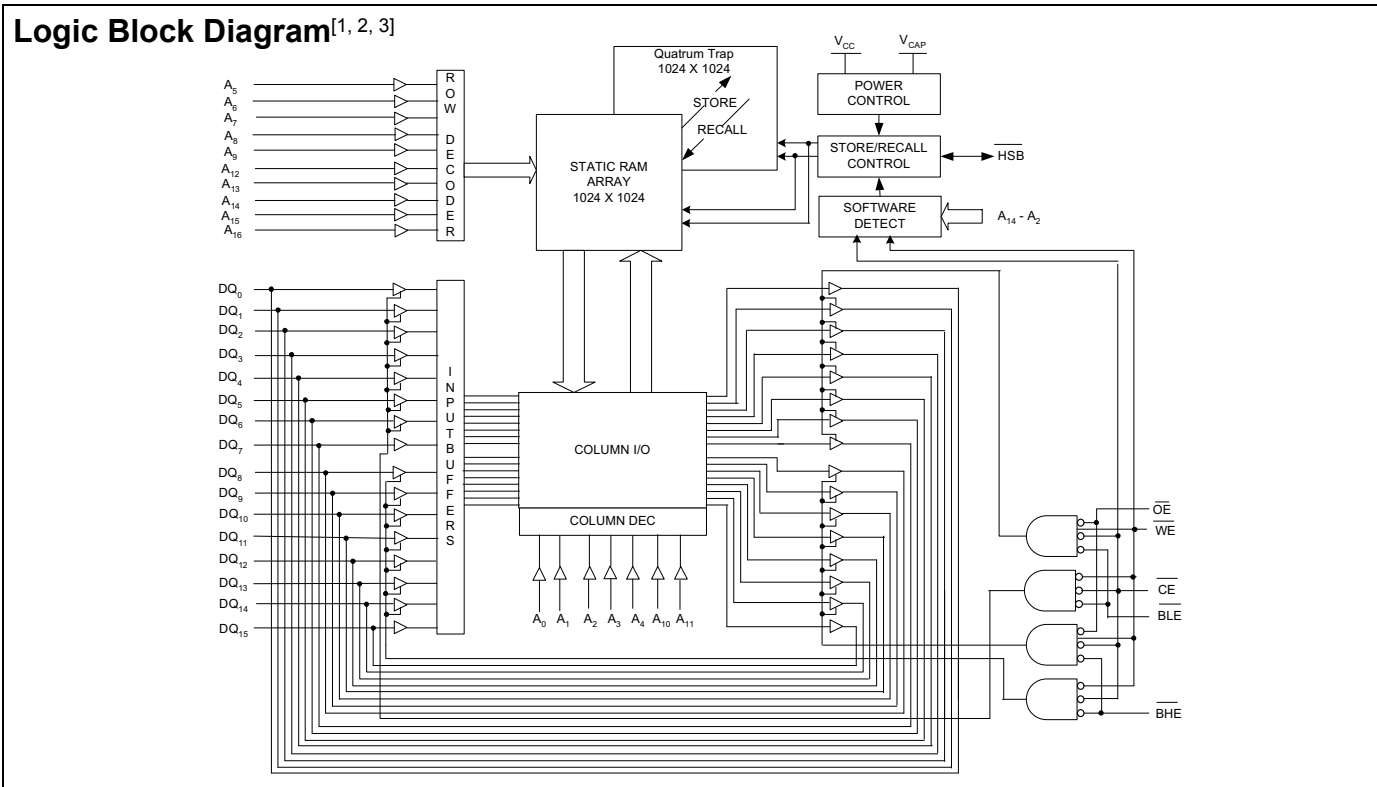 Logic Block Diagram[1, 2, 3]
Quatrum Trap
1024 X 1024
STORE
RECALL
VCC
VCAP
POWER
CONTROL
STORE/RECALL
CONTROL
HSB
SOFTWARE
DETECT
A14 - A2
A5
A6
A7
A8
A9
A12
A13
A14
A15
A16
ROW DECODER
STATIC RAM
ARRAY
1024 X 1024
DQ0
DQ1
DQ2
DQ3
DQ4
DQ5
DQ6
DQ7
DQ8
DQ9
DQ10
DQ11
DQ12
DQ13
DQ14
DQ15
INPUTBUFFERS
COLUMN I/O
COLUMN DEC
A0
A1
A2
A3
A4
A10
A11
OE
WE
CE
BLE
BHE